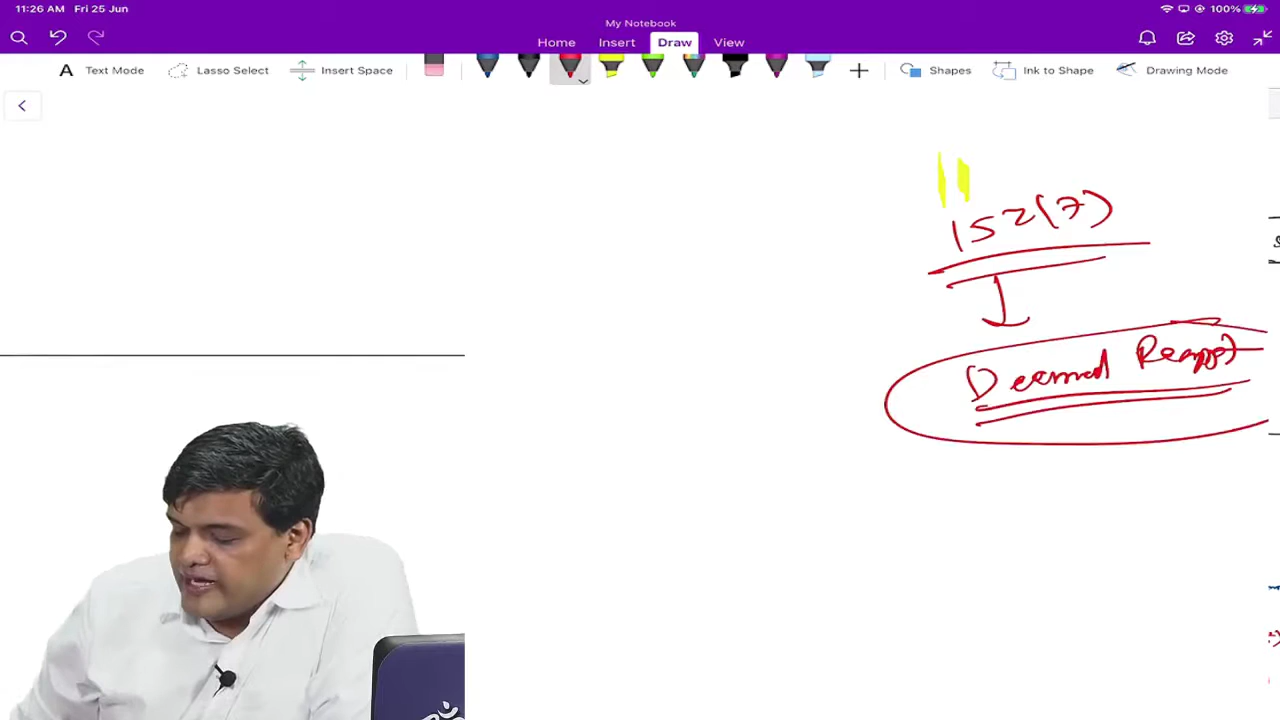 11:26 AM Fri 25 Jun
100%
My Notebook
Home Insert Draw View
Text Mode Lasso Select Insert Space Shapes Ink to Shape Drawing Mode
152(7)
Deemed Reappt
ॐ